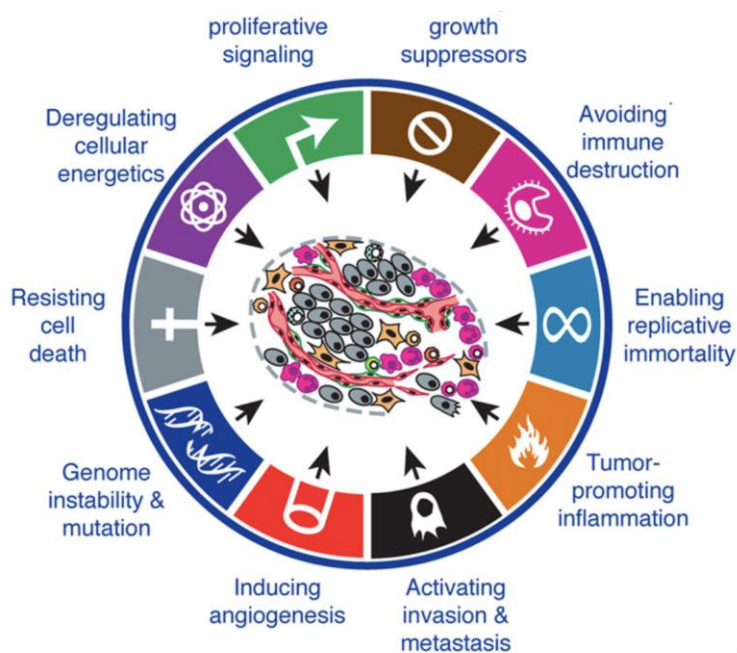 proliferative
signaling
growth
suppressors
Avoiding
immune
destruction
Enabling
replicative
immortality
Tumor-
promoting
inflammation
Activating
invasion &
metastasis
Inducing
angiogenesis
Genome
instability &
mutation
Resisting
cell
death
Deregulating
cellular
energetics